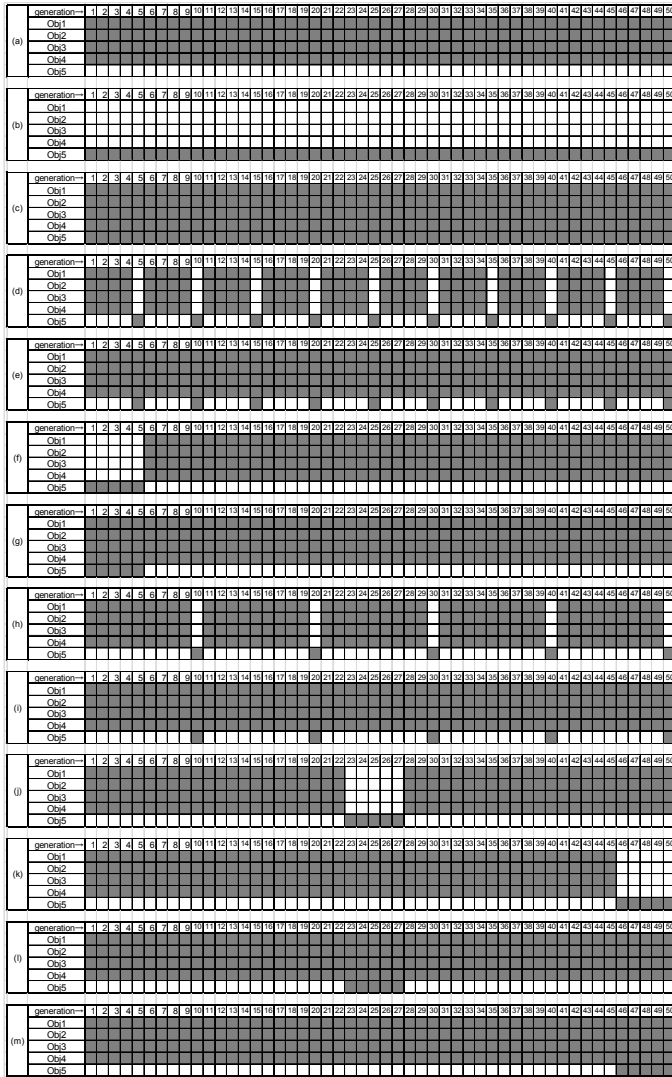 (a)
generation→ 1 2 3 4 5 6 7 8 9 10 11 12 13 14 15 16 17 18 19 20 21 22 23 24 25 26 27 28 29 30 31 32 33 34 35 36 37 38 39 40 41 42 43 44 45 46 47 48 49 50
Obj1
Obj2
Obj3
Obj4
Obj5
(b)
generation→ 1 2 3 4 5 6 7 8 9 10 11 12 13 14 15 16 17 18 19 20 21 22 23 24 25 26 27 28 29 30 31 32 33 34 35 36 37 38 39 40 41 42 43 44 45 46 47 48 49 50
Obj1
Obj2
Obj3
Obj4
Obj5
(c)
generation→ 1 2 3 4 5 6 7 8 9 10 11 12 13 14 15 16 17 18 19 20 21 22 23 24 25 26 27 28 29 30 31 32 33 34 35 36 37 38 39 40 41 42 43 44 45 46 47 48 49 50
Obj1
Obj2
Obj3
Obj4
Obj5
(d)
generation→ 1 2 3 4 5 6 7 8 9 10 11 12 13 14 15 16 17 18 19 20 21 22 23 24 25 26 27 28 29 30 31 32 33 34 35 36 37 38 39 40 41 42 43 44 45 46 47 48 49 50
Obj1
Obj2
Obj3
Obj4
Obj5
(e)
generation→ 1 2 3 4 5 6 7 8 9 10 11 12 13 14 15 16 17 18 19 20 21 22 23 24 25 26 27 28 29 30 31 32 33 34 35 36 37 38 39 40 41 42 43 44 45 46 47 48 49 50
Obj1
Obj2
Obj3
Obj4
Obj5
(f)
generation→ 1 2 3 4 5 6 7 8 9 10 11 12 13 14 15 16 17 18 19 20 21 22 23 24 25 26 27 28 29 30 31 32 33 34 35 36 37 38 39 40 41 42 43 44 45 46 47 48 49 50
Obj1
Obj2
Obj3
Obj4
Obj5
(g)
generation→ 1 2 3 4 5 6 7 8 9 10 11 12 13 14 15 16 17 18 19 20 21 22 23 24 25 26 27 28 29 30 31 32 33 34 35 36 37 38 39 40 41 42 43 44 45 46 47 48 49 50
Obj1
Obj2
Obj3
Obj4
Obj5
(h)
generation→ 1 2 3 4 5 6 7 8 9 10 11 12 13 14 15 16 17 18 19 20 21 22 23 24 25 26 27 28 29 30 31 32 33 34 35 36 37 38 39 40 41 42 43 44 45 46 47 48 49 50
Obj1
Obj2
Obj3
Obj4
Obj5
(i)
generation→ 1 2 3 4 5 6 7 8 9 10 11 12 13 14 15 16 17 18 19 20 21 22 23 24 25 26 27 28 29 30 31 32 33 34 35 36 37 38 39 40 41 42 43 44 45 46 47 48 49 50
Obj1
Obj2
Obj3
Obj4
Obj5
(j)
generation→ 1 2 3 4 5 6 7 8 9 10 11 12 13 14 15 16 17 18 19 20 21 22 23 24 25 26 27 28 29 30 31 32 33 34 35 36 37 38 39 40 41 42 43 44 45 46 47 48 49 50
Obj1
Obj2
Obj3
Obj4
Obj5
(k)
generation→ 1 2 3 4 5 6 7 8 9 10 11 12 13 14 15 16 17 18 19 20 21 22 23 24 25 26 27 28 29 30 31 32 33 34 35 36 37 38 39 40 41 42 43 44 45 46 47 48 49 50
Obj1
Obj2
Obj3
Obj4
Obj5
(l)
generation→ 1 2 3 4 5 6 7 8 9 10 11 12 13 14 15 16 17 18 19 20 21 22 23 24 25 26 27 28 29 30 31 32 33 34 35 36 37 38 39 40 41 42 43 44 45 46 47 48 49 50
Obj1
Obj2
Obj3
Obj4
Obj5
(m)
generation→ 1 2 3 4 5 6 7 8 9 10 11 12 13 14 15 16 17 18 19 20 21 22 23 24 25 26 27 28 29 30 31 32 33 34 35 36 37 38 39 40 41 42 43 44 45 46 47 48 49 50
Obj1
Obj2
Obj3
Obj4
Obj5